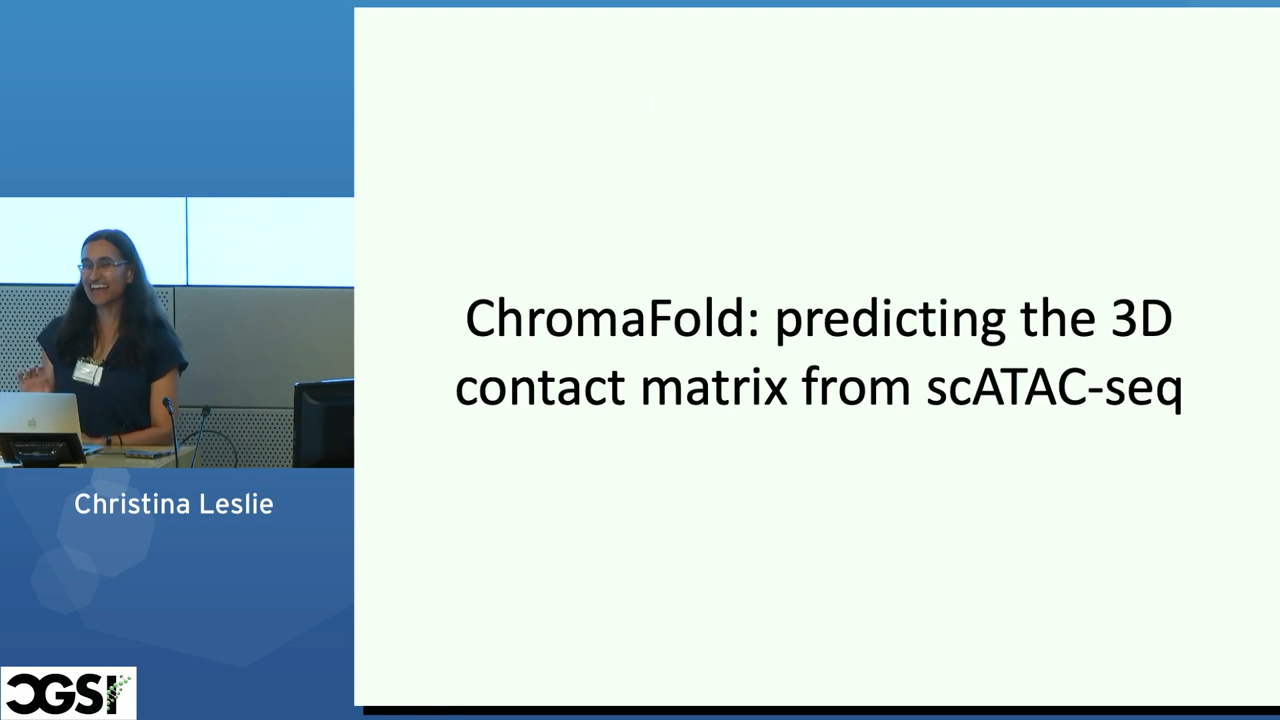 ChromaFold: predicting the 3D
contact matrix from scATAC-seq
Christina Leslie
CGSI